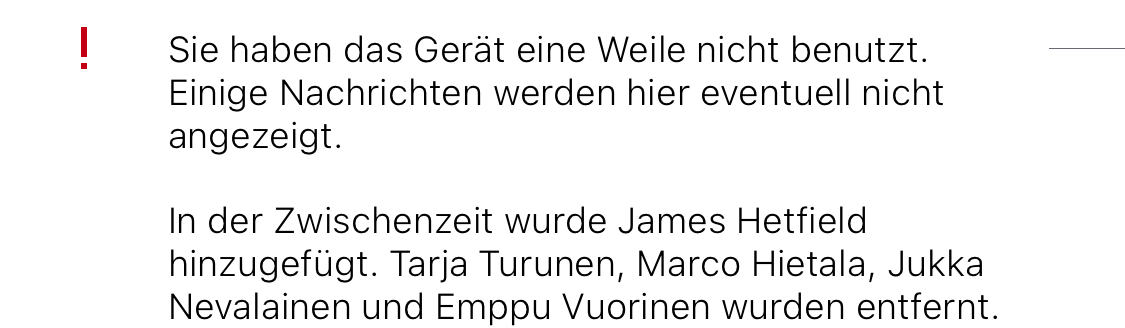 !
Sie haben das Gerät eine Weile nicht benutzt.
Einige Nachrichten werden hier eventuell nicht
angezeigt.
In der Zwischenzeit wurde James Hetfield
hinzugefügt. Tarja Turunen, Marco Hietala, Jukka
Nevalainen und Emppu Vuorinen wurden entfernt.